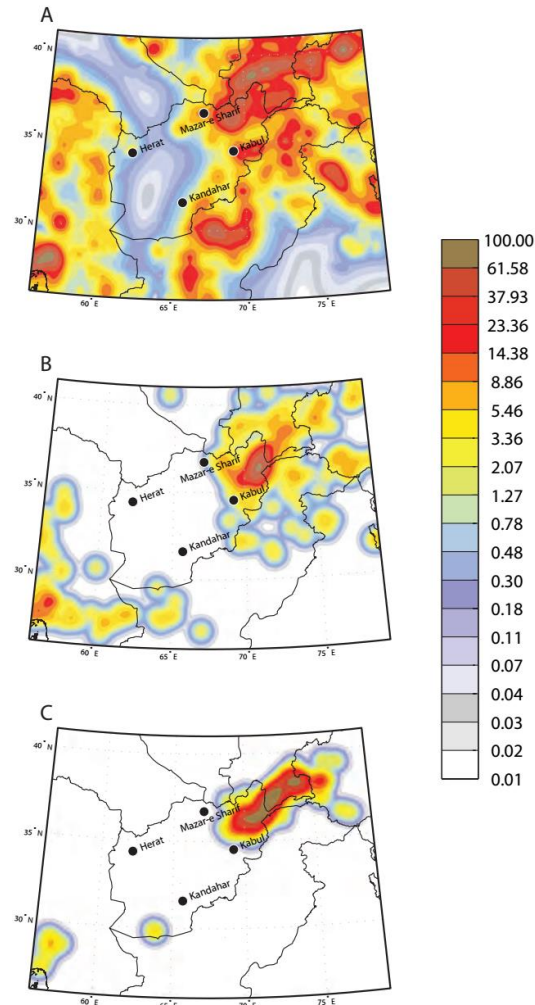 A
40° N
35° N
30° N
60° E
65° E
70° E
75° E
Mazar-e Sharif
Herat
Kabul
Kandahar
B
40° N
35° N
30° N
60° E
65° E
70° E
75° E
Mazar-e Sharif
Herat
Kabul
Kandahar
C
40° N
35° N
30° N
60° E
65° E
70° E
75° E
Mazar-e Sharif
Herat
Kabul
Kandahar
100.00
61.58
37.93
23.36
14.38
8.86
5.46
3.36
2.07
1.27
0.78
0.48
0.30
0.18
0.11
0.07
0.04
0.03
0.02
0.01